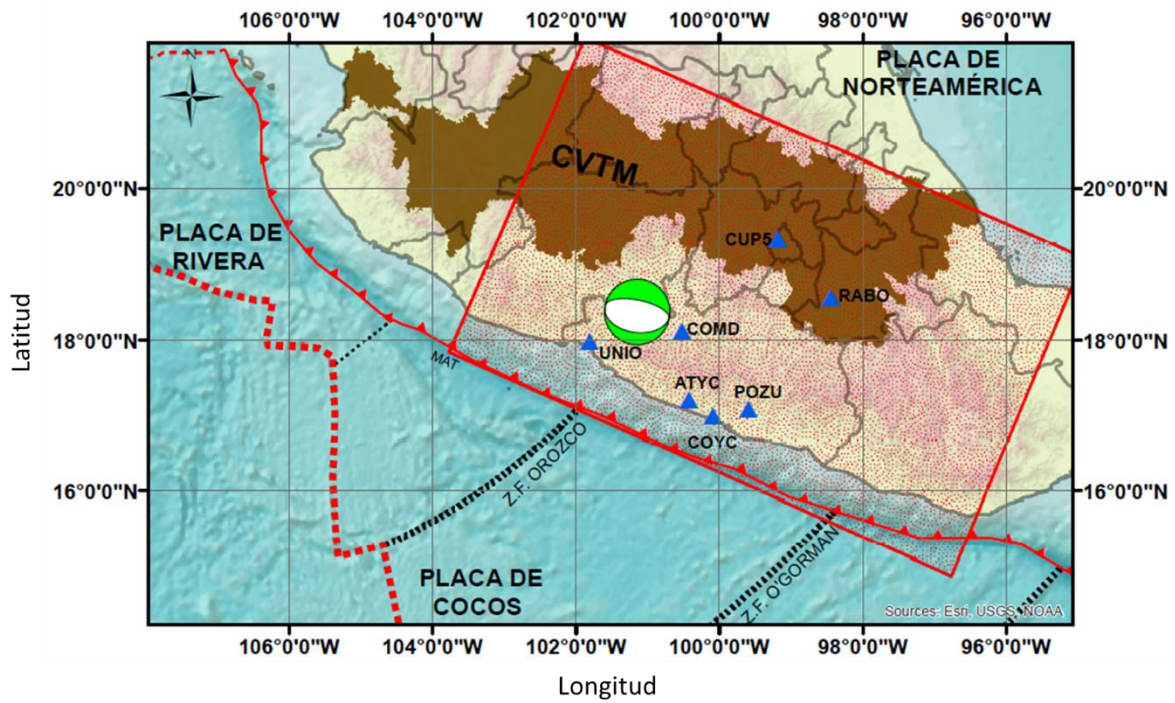 106°0'0"W 104°0'0"W 102°0'0"W 100°0'0"W 98°0'0"W 96°0'0"W
N
PLACA DE
NORTEAMÉRICA
CVTM
20°0'0"N
20°0'0"N
PLACA DE
RIVERA
CUP5
RABO
Latitud
18°0'0"N
18°0'0"N
COMD
UNIO
MAT
ATYC
POZU
COYC
Z.F. OROZCO
16°0'0"N
16°0'0"N
Z.F. O'GORMAN
PLACA DE
COCOS
Sources: Esri, USGS, NOAA
106°0'0"W 104°0'0"W 102°0'0"W 100°0'0"W 98°0'0"W 96°0'0"W
Longitud